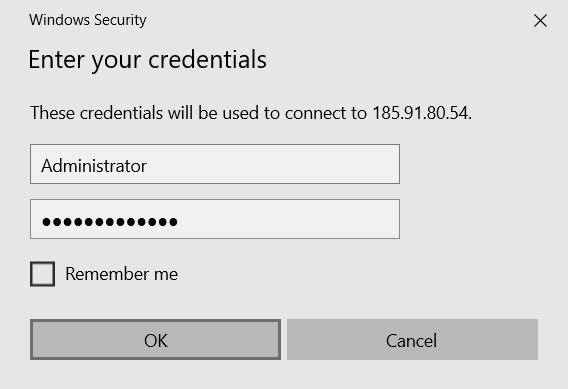 Windows Security
Enter your credentials
These credentials will be used to connect to 185.91.80.54.
Administrator
●●●●●●●●●●●●●
Remember me
OK
Cancel